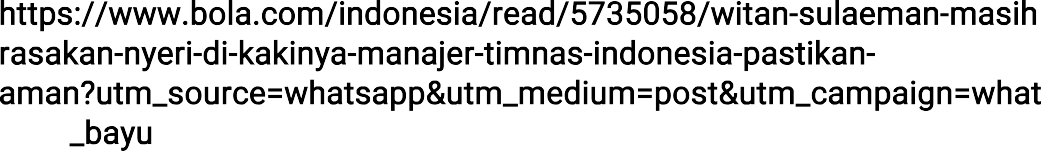 https://www.bola.com/indonesia/read/5735058/witan-sulaeman-masih
rasakan-nyeri-di-kakinya-manajer-timnas-indonesia-pastikan-
aman?utm_source=whatsapp&utm_medium=post&utm_campaign=what
_bayu